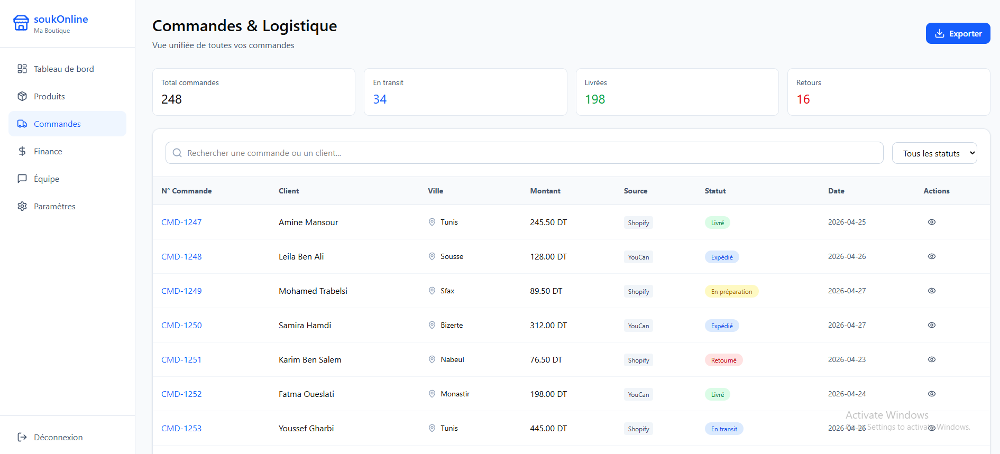 soukOnline
Ma Boutique
Tableau de bord
Produits
Commandes
Finance
Équipe
Paramètres
Déconnexion
Commandes & Logistique
Vue unifiée de toutes vos commandes
Exporter
Total commandes
248
En transit
34
Livrées
198
Retours
16
Rechercher une commande ou un client...
Tous les statuts
N° Commande Client Ville Montant Source Statut Date Actions
CMD-1247 Amine Mansour Tunis 245.50 DT Shopify Livré 2026-04-25
CMD-1248 Leila Ben Ali Sousse 128.00 DT YouCan Expédié 2026-04-26
CMD-1249 Mohamed Trabelsi Sfax 89.50 DT Shopify En préparation 2026-04-27
CMD-1250 Samira Hamdi Bizerte 312.00 DT YouCan Expédié 2026-04-27
CMD-1251 Karim Ben Salem Nabeul 76.50 DT Shopify Retourné 2026-04-23
CMD-1252 Fatma Oueslati Monastir 198.00 DT YouCan Livré 2026-04-24
CMD-1253 Youssef Gharbi Tunis 445.00 DT Shopify En transit 2026-04-26
Activate Windows
Go to Settings to activate Windows.